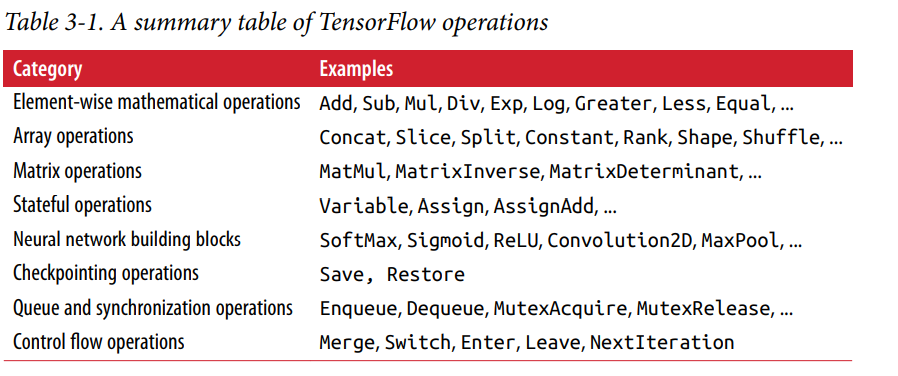 Table 3-1. A summary table of TensorFlow operations
Category Examples
Element-wise mathematical operations Add, Sub, Mul, Div, Exp, Log, Greater, Less, Equal, ...
Array operations Concat, Slice, Split, Constant, Rank, Shape, Shuffle, ...
Matrix operations MatMul, MatrixInverse, MatrixDeterminant, ...
Stateful operations Variable, Assign, AssignAdd, ...
Neural network building blocks SoftMax, Sigmoid, ReLU, Convolution2D, MaxPool, ...
Checkpointing operations Save, Restore
Queue and synchronization operations Enqueue, Dequeue, MutexAcquire, MutexRelease, ...
Control flow operations Merge, Switch, Enter, Leave, NextIteration